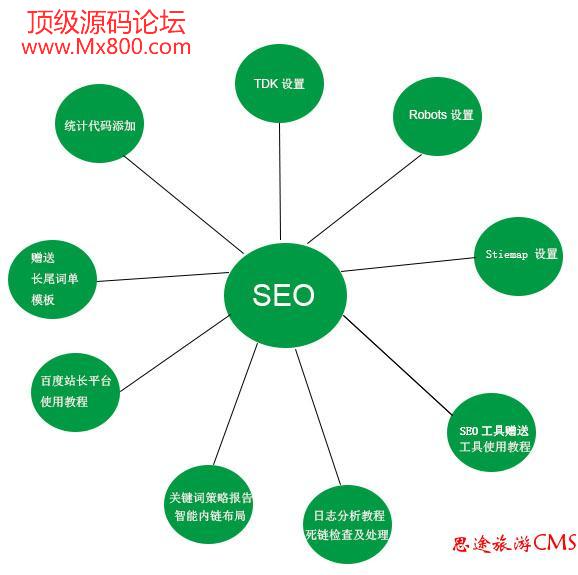 顶级源码论坛
www.Mx800.com
TDK 设置
Robots 设置
统计代码添加
Stiemap 设置
赠送
长尾词单
模板
SEO
百度站长平台
使用教程
SEO 工具赠送
工具使用教程
关键词策略报告
智能内链布局
日志分析教程
死链检查及处理
思途旅游CMS